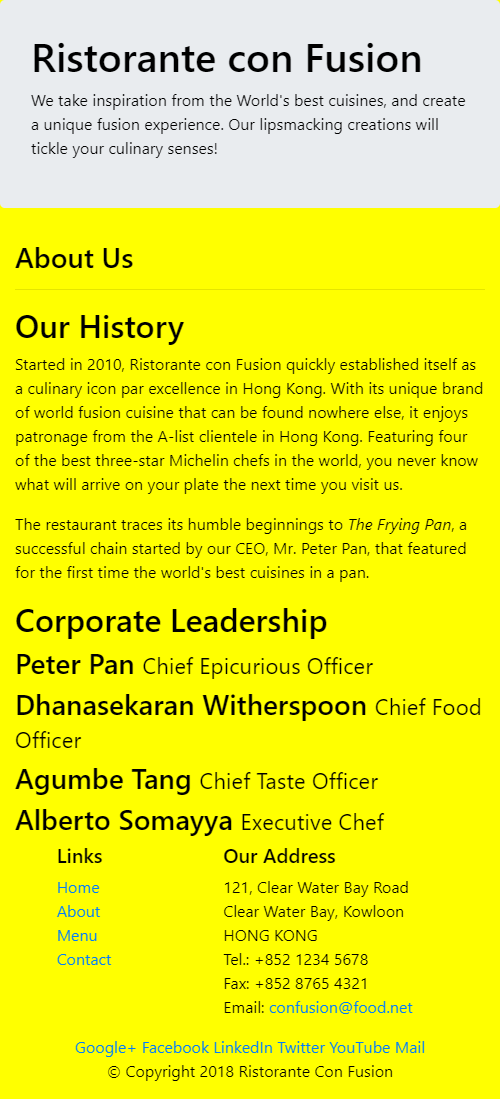 Ristorante con Fusion
We take inspiration from the World's best cuisines, and create
a unique fusion experience. Our lipsmacking creations will
tickle your culinary senses!
About Us
Our History
Started in 2010, Ristorante con Fusion quickly established itself as
a culinary icon par excellence in Hong Kong. With its unique brand
of world fusion cuisine that can be found nowhere else, it enjoys
patronage from the A-list clientele in Hong Kong. Featuring four
of the best three-star Michelin chefs in the world, you never know
what will arrive on your plate the next time you visit us.
The restaurant traces its humble beginnings to The Frying Pan, a
successful chain started by our CEO, Mr. Peter Pan, that featured
for the first time the world's best cuisines in a pan.
Corporate Leadership
Peter Pan Chief Epicurious Officer
Dhanasekaran Witherspoon Chief Food
Officer
Agumbe Tang Chief Taste Officer
Alberto Somayya Executive Chef
Links
Home
About
Menu
Contact
Our Address
121, Clear Water Bay Road
Clear Water Bay, Kowloon
HONG KONG
Tel.: +852 1234 5678
Fax: +852 8765 4321
Email: confusion@food.net
Google+ Facebook LinkedIn Twitter YouTube Mail
© Copyright 2018 Ristorante Con Fusion